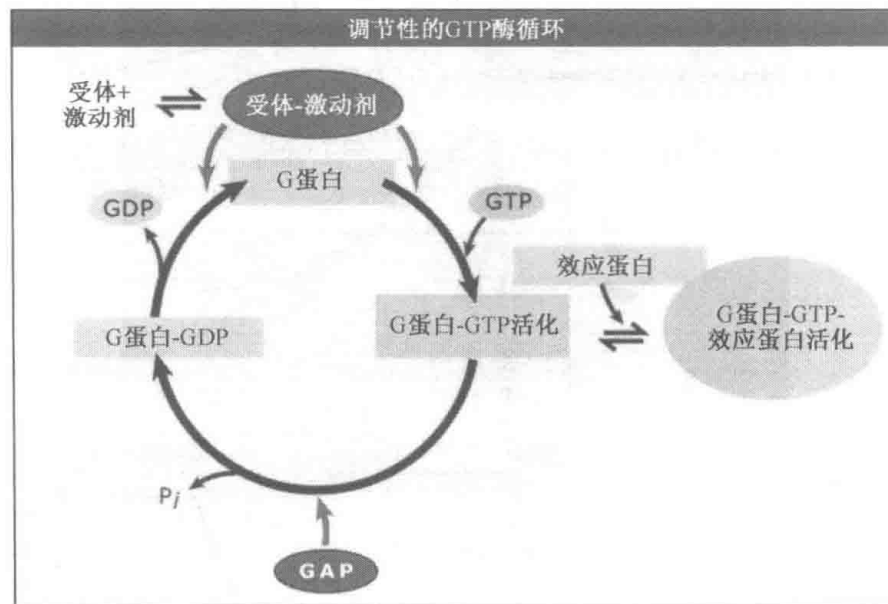 调节性的GTP酶循环
受体+
激动剂
受体-激动剂
G蛋白
GDP
GTP
效应蛋白
G蛋白-GDP
G蛋白-GTP活化
G蛋白-GTP-
效应蛋白活化
Pi
GAP